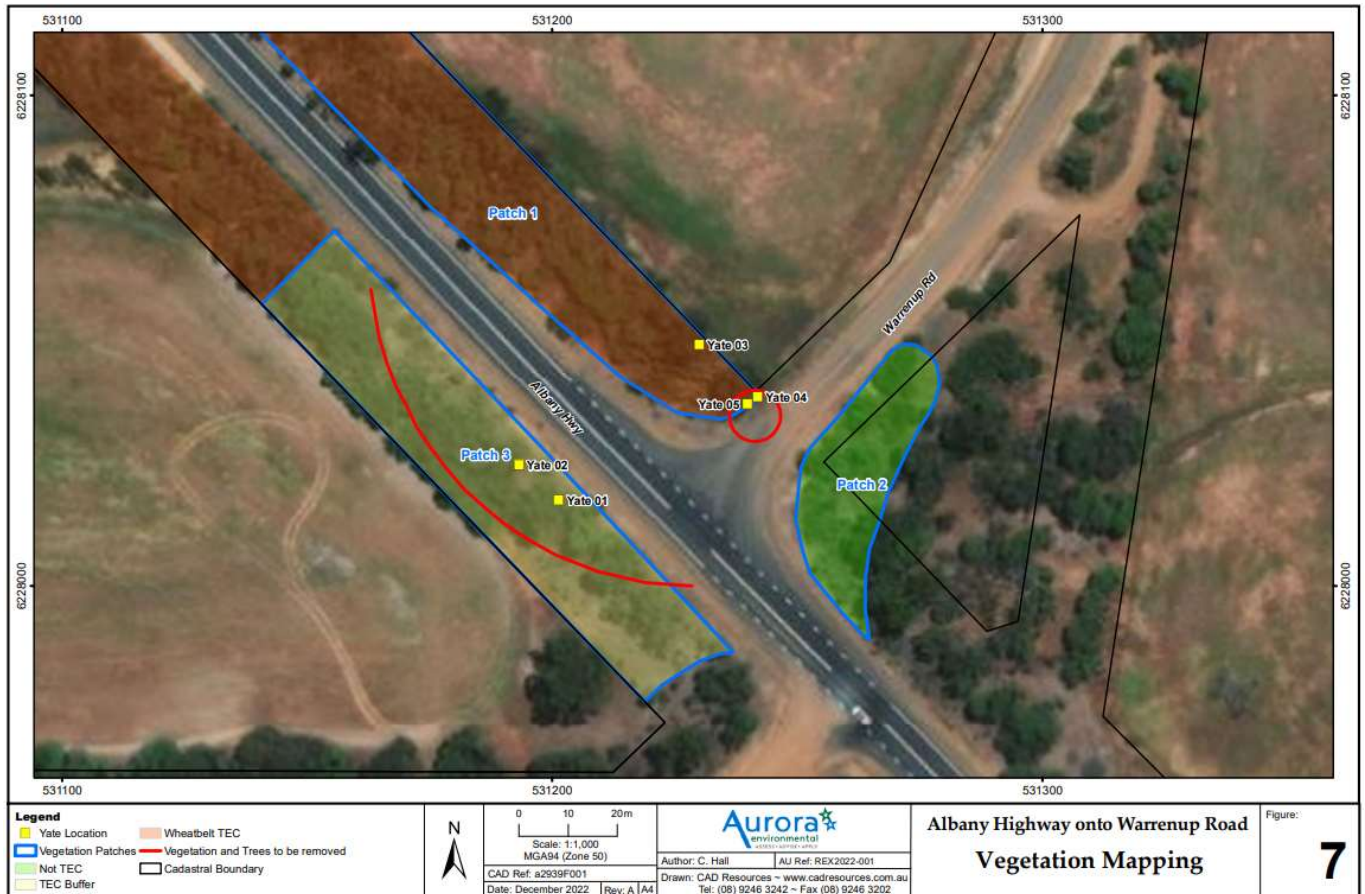 531100
531200
531300
6228100
6228100
Patch 1
Warrenup Rd
Yate 03
Yate 04
Yate 05
Albany Hwy
Patch 3
Yate 02
Yate 01
Patch 2
6228000
6228000
531100
531200
531300
Legend
Yate Location
Vegetation Patches
Not TEC
TEC Buffer
Wheatbelt TEC
Vegetation and Trees to be removed
Cadastral Boundary
N
0 10 20m
Scale: 1:1,000
MGA94 (Zone 50)
CAD Ref: a2939F001
Date: December 2022 Rev: A A4
Aurora
environmental
ASSESS • ADVISE • APPLY
Author: C. Hall AU Ref: REX2022-001
Drawn: CAD Resources ~ www.cadresources.com.au
Tel: (08) 9246 3242 ~ Fax (08) 9246 3202
Albany Highway onto Warrenup Road
Vegetation Mapping
Figure:
7